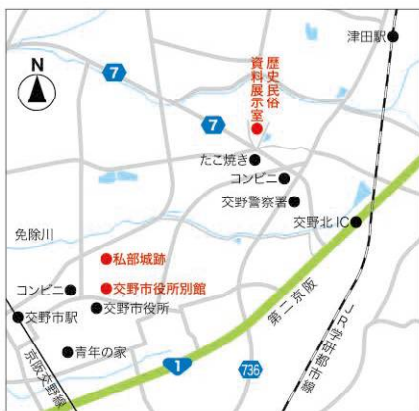 津田駅
N
7
歴史民俗
資料展示室
7
たこ焼き
コンビニ
交野警察署
交野北IC
免除川
私部城跡
コンビニ
交野市役所別館
交野市役所
交野市駅
第二京阪
JR学研都市線
青年の家
京阪交野線
1
736